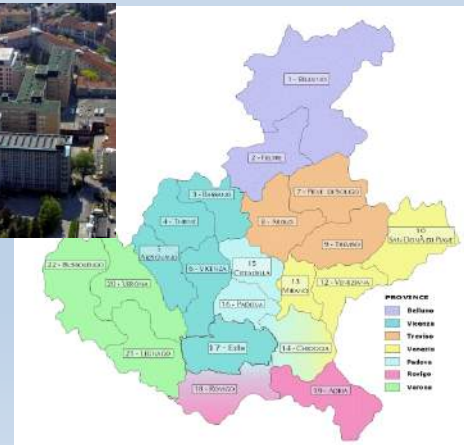 1 - BELLUNO
2 - FELTRE
3 - BASSANO
7 - PIEVE DI SOLIGO
4 - THIENE
8 - ASOLO
10
SAN DONÀ DI PIAVE
9 - TREVISO
5
ARZIGNANO
15
CITTADELLA
22 - BUSSOLENGO
6 - VICENZA
13
MIRANO
12 - VENEZIANA
20 - VERONA
16 - PADOVA
PROVINCE
Belluno
Vicenza
Treviso
Venezia
Padova
Rovigo
Verona
17 - ESTE
14 - CHIOGGIA
21 - LEGNAGO
18 - ROVIGO
19 - ADRIA